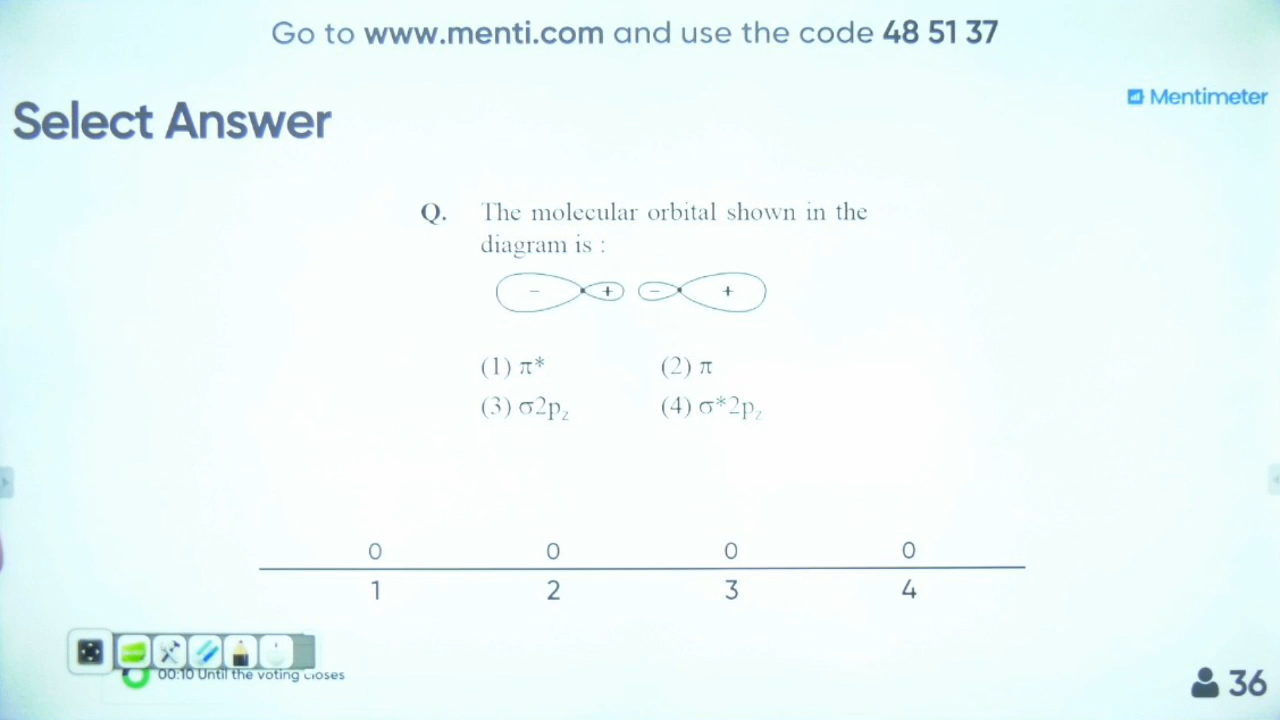 Go to www.menti.com and use the code 48 51 37
Mentimeter
Select Answer
Q. The molecular orbital shown in the
diagram is :
− + − +
(1) π* (2) π
(3) σ2p_z (4) σ*2p_z
0 0 0 0
1 2 3 4
00:10 Until the voting closes
36